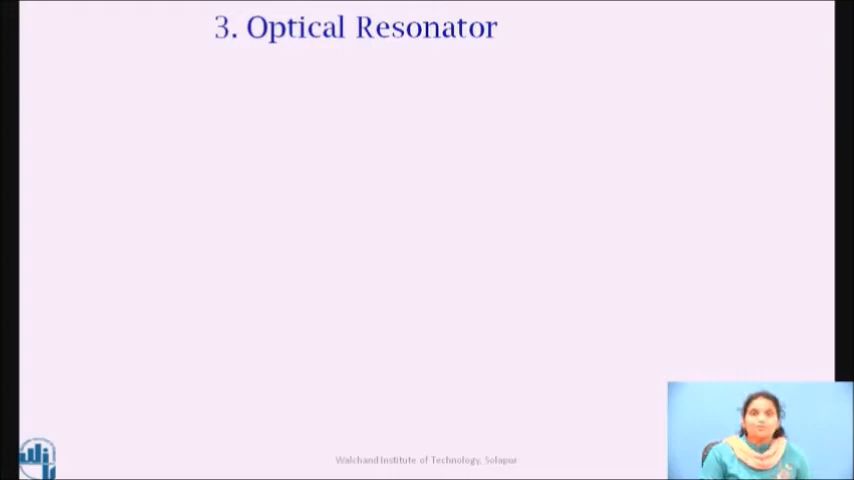 3. Optical Resonator
Walchand Institute of Technology, Solapur